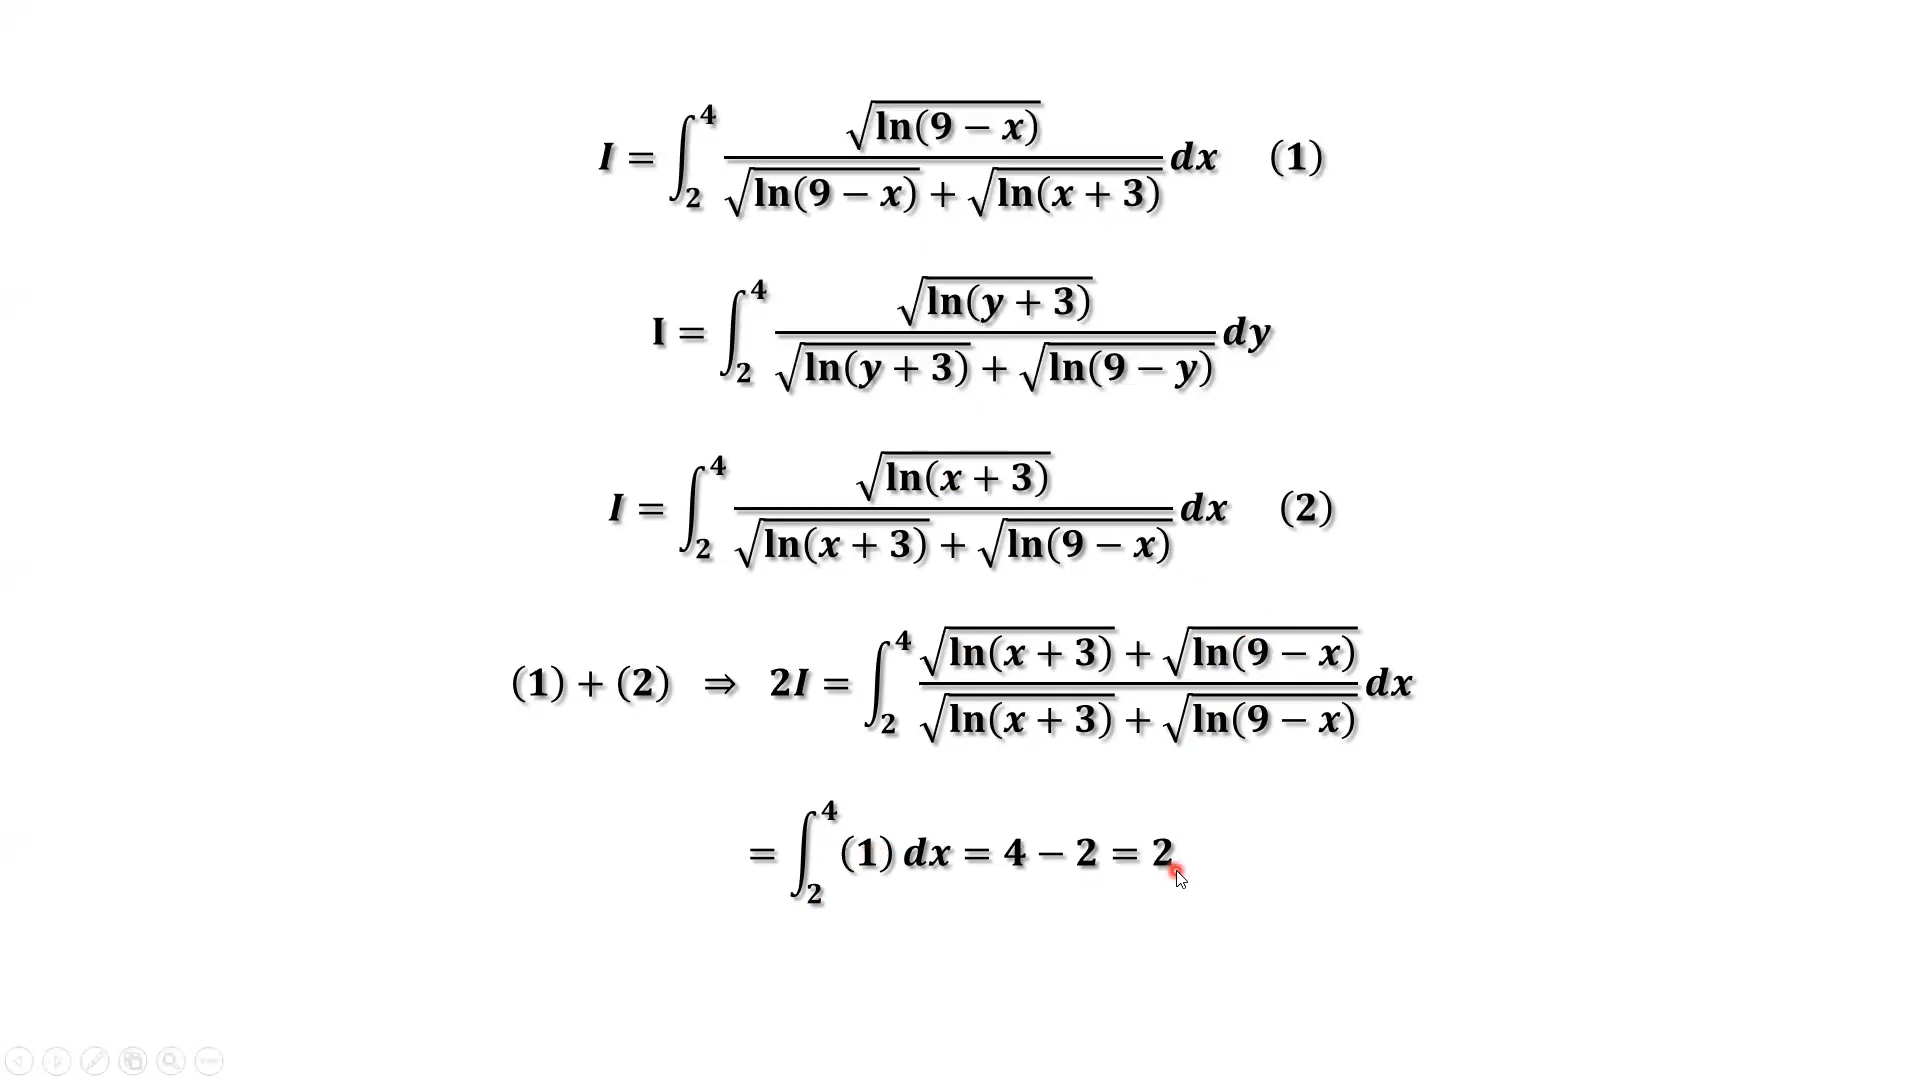 I = ∫₂⁴ √ln(9 − x) / (√ln(9 − x) + √ln(x + 3)) dx (1)
I = ∫₂⁴ √ln(y + 3) / (√ln(y + 3) + √ln(9 − y)) dy
I = ∫₂⁴ √ln(x + 3) / (√ln(x + 3) + √ln(9 − x)) dx (2)
(1) + (2) ⇒ 2I = ∫₂⁴ (√ln(x + 3) + √ln(9 − x)) / (√ln(x + 3) + √ln(9 − x)) dx
= ∫₂⁴ (1) dx = 4 − 2 = 2